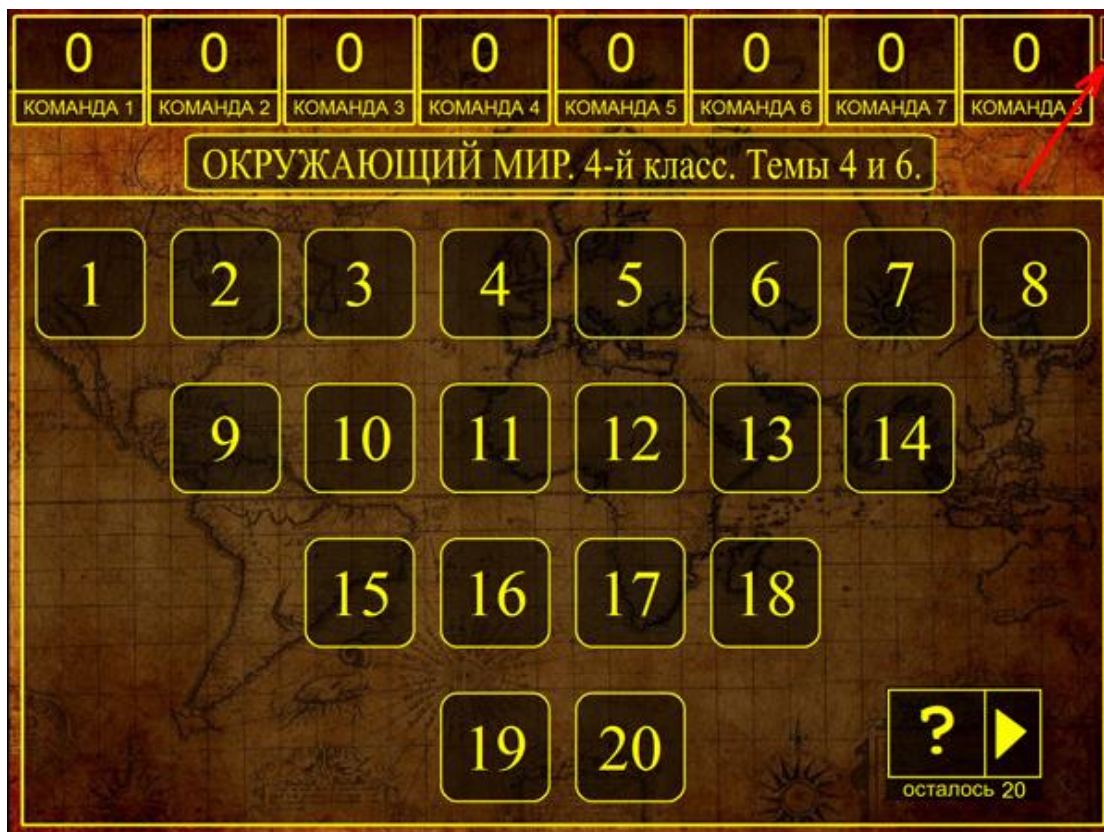 0 0 0 0 0 0 0 0
КОМАНДА 1 КОМАНДА 2 КОМАНДА 3 КОМАНДА 4 КОМАНДА 5 КОМАНДА 6 КОМАНДА 7 КОМАНДА 8
ОКРУЖАЮЩИЙ МИР. 4-й класс. Темы 4 и 6.
1 2 3 4 5 6 7 8
9 10 11 12 13 14
15 16 17 18
19 20
?
осталось 20